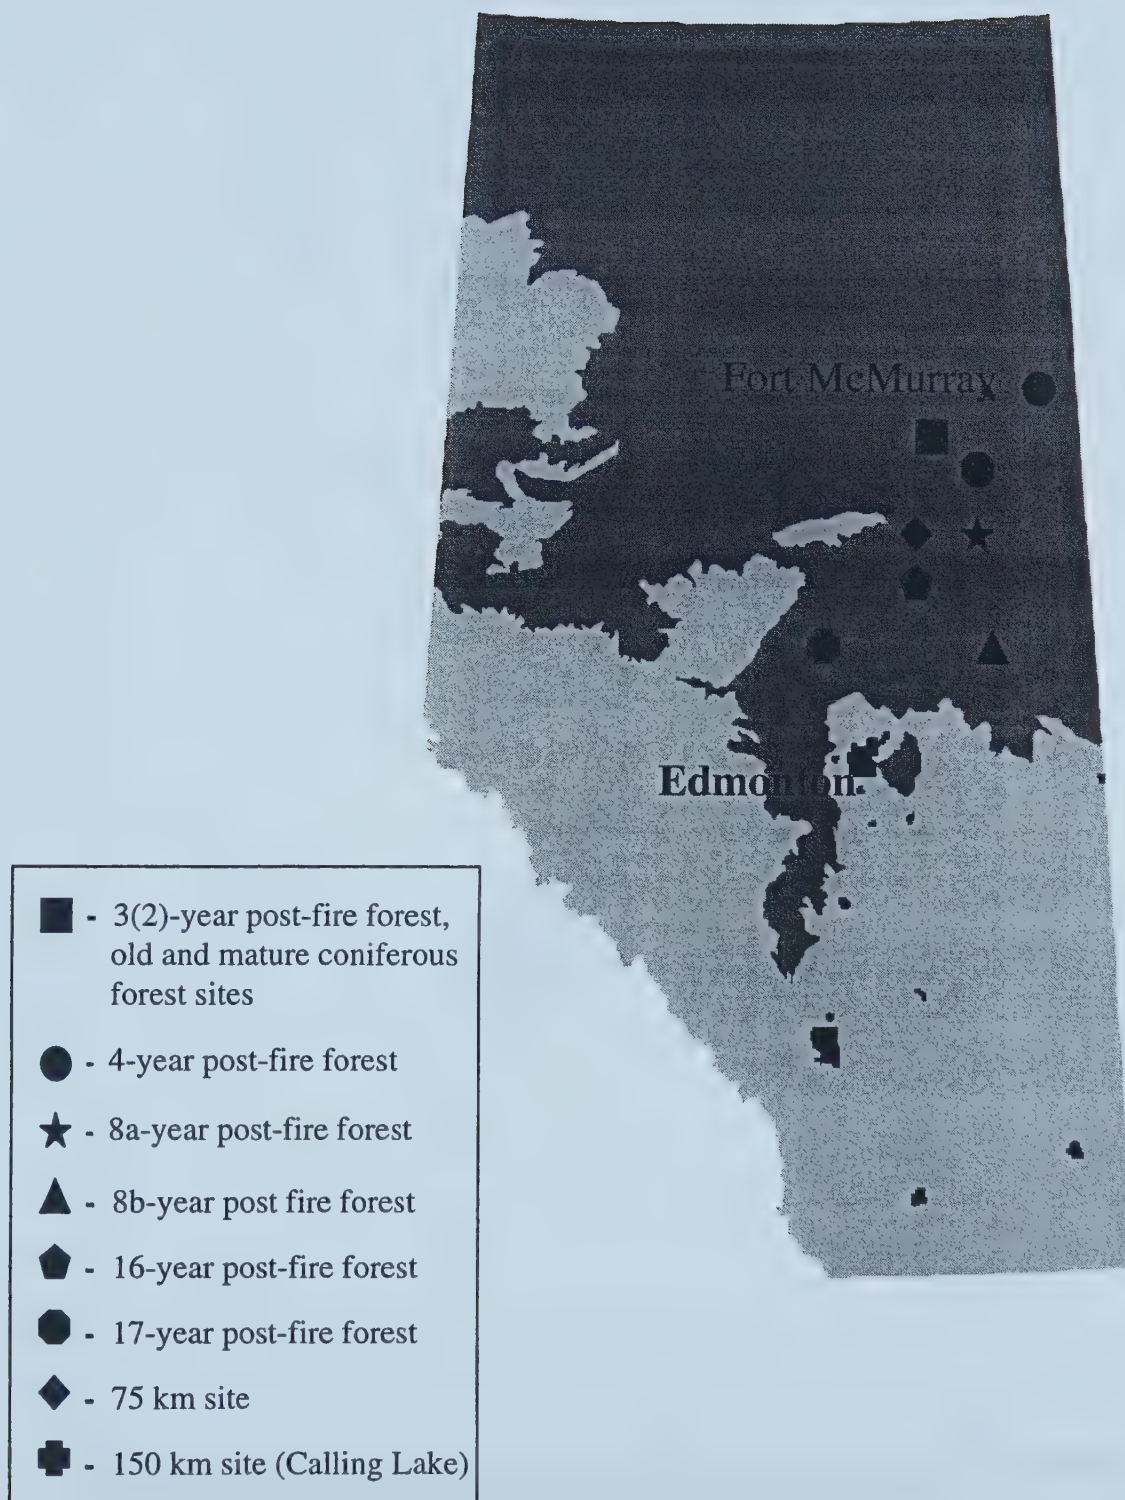 Fort McMurray
Edmonton
- 3(2)-year post-fire forest,
old and mature coniferous
forest sites
- 4-year post-fire forest
- 8a-year post-fire forest
- 8b-year post fire forest
- 16-year post-fire forest
- 17-year post-fire forest
- 75 km site
- 150 km site (Calling Lake)